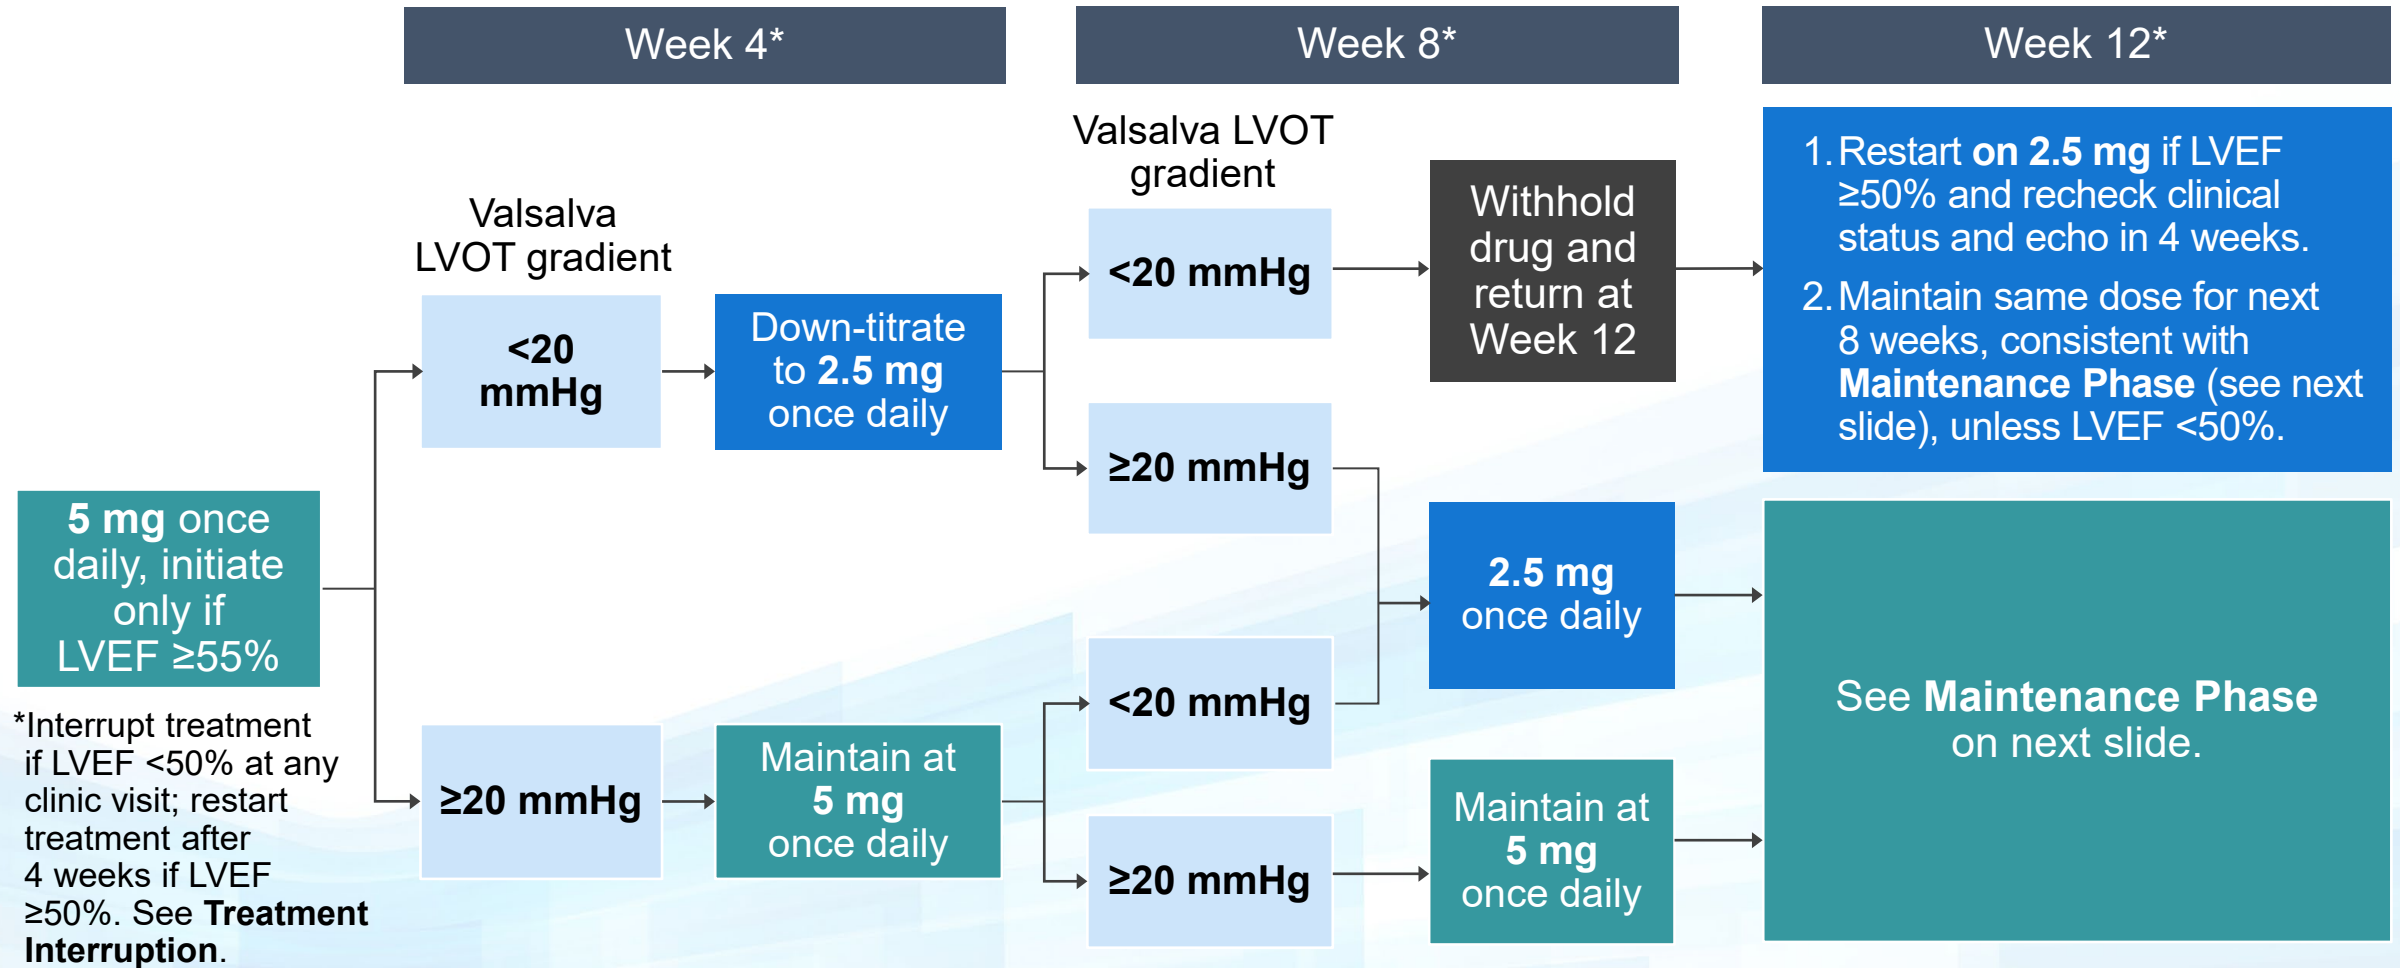 Week 4*
Week 8*
Week 12*
Valsalva
LVOT gradient
<20
mmHg
Down-titrate
to 2.5 mg
once daily
Valsalva LVOT
gradient
<20 mmHg
Withhold
drug and
return at
Week 12
1. Restart on 2.5 mg if LVEF
≥50% and recheck clinical
status and echo in 4 weeks.
2. Maintain same dose for next
8 weeks, consistent with
Maintenance Phase (see next
slide), unless LVEF <50%.
≥20 mmHg
5 mg once
daily, initiate
only if
LVEF ≥55%
2.5 mg
once daily
<20 mmHg
See Maintenance Phase
on next slide.
≥20 mmHg
Maintain at
5 mg
once daily
≥20 mmHg
Maintain at
5 mg
once daily
*Interrupt treatment
if LVEF <50% at any
clinic visit; restart
treatment after
4 weeks if LVEF
≥50%. See Treatment
Interruption.